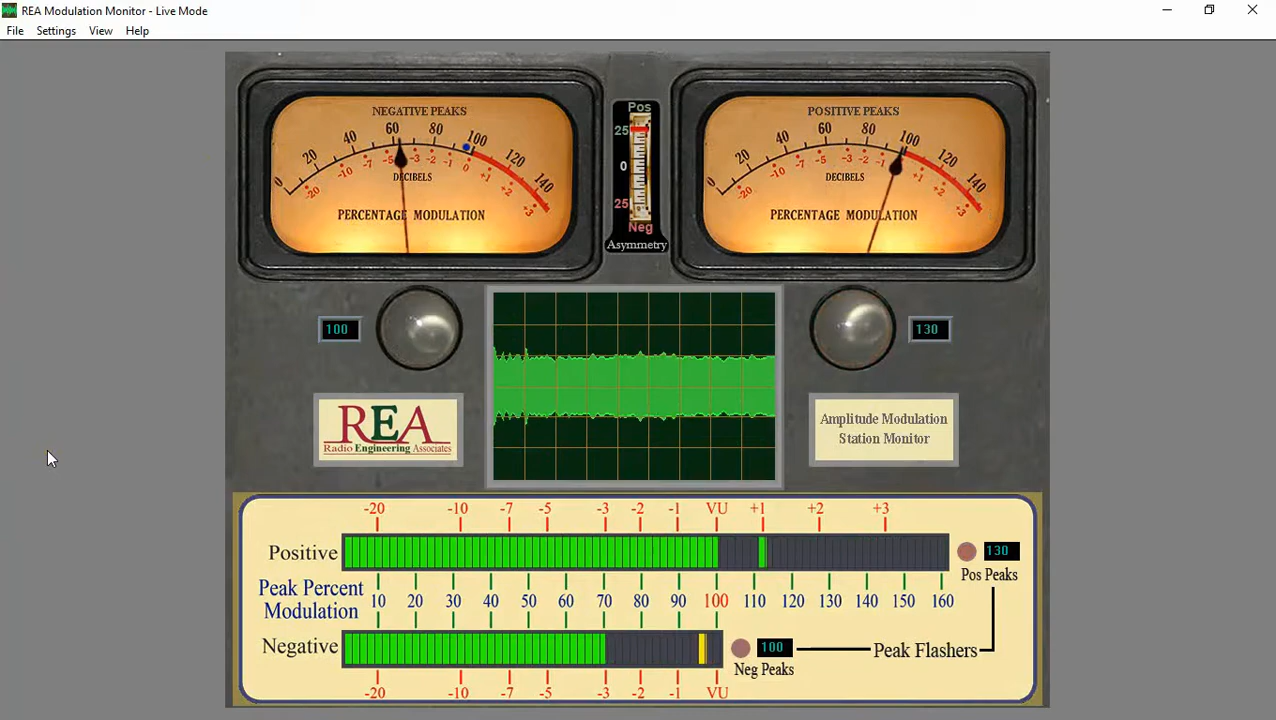 REA Modulation Monitor - Live Mode
File Settings View Help
NEGATIVE PEAKS
0 20 40 60 80 100 120 140
-20 -10 -7 -5 -3 -2 -1 0 +1 +2 +3
DECIBELS
PERCENTAGE MODULATION
Pos
25
0
25
Neg
Asymmetry
POSITIVE PEAKS
0 20 40 60 80 100 120 140
-20 -10 -7 -5 -3 -2 -1 0 +1 +2 +3
DECIBELS
PERCENTAGE MODULATION
100
130
REA
Radio Engineering Associates
Amplitude Modulation
Station Monitor
-20 -10 -7 -5 -3 -2 -1 VU +1 +2 +3
Positive
130
Pos Peaks
Peak Percent
Modulation
10 20 30 40 50 60 70 80 90 100 110 120 130 140 150 160
Negative
100
Neg Peaks
Peak Flashers
-20 -10 -7 -5 -3 -2 -1 VU